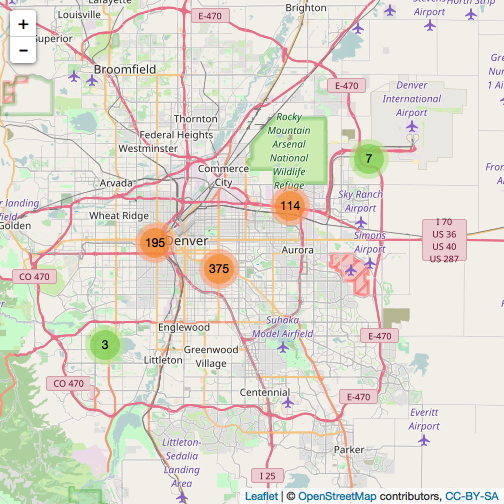 +
−
Louisville
Superior
E-470
Brighton
Airport
North Strip
Airport
Broomfield
E-470
Denver
International
Airport
Thornton
Federal Heights
Westminster
Rocky
Mountain
Arsenal
National
Wildlife
Refuge
Commerce
City
7
Arvada
114
Sky Ranch
Airport
Wheat Ridge
Golden
195
Denver
Simons
Airport
I 70
US 36
US 40
US 287
Aurora
375
CO 470
Suhaka
Model Airfield
Englewood
3
E-470
Littleton
Greenwood
Village
CO 470
Centennial
E-470
Everitt
Airport
Littleton-
Sedalia
Landing
Area
Parker
I 25
Leaflet | © OpenStreetMap contributors, CC-BY-SA